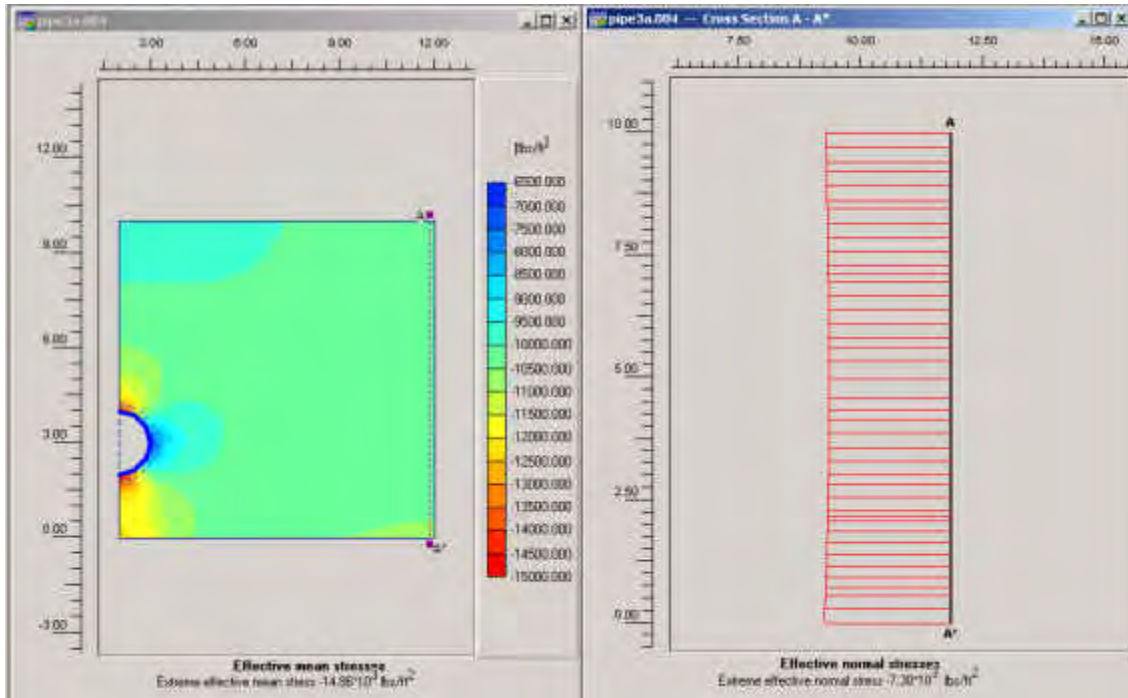 pipe3a.004
3.00 6.00 9.00 12.00
12.00
9.00
6.00
3.00
0.00
-3.00
A
A*
[lbs/ft²]
-6500.000
-7000.000
-7500.000
-8000.000
-8500.000
-9000.000
-9500.000
-10000.000
-10500.000
-11000.000
-11500.000
-12000.000
-12500.000
-13000.000
-13500.000
-14000.000
-14500.000
-15000.000
Effective mean stresses
Extreme effective mean stress -14.86*10³ lbs/ft²
pipe3a.004 --- Cross Section A - A*
7.50 10.00 12.50 15.00
10.00
7.50
5.00
2.50
0.00
A
A*
Effective normal stresses
Extreme effective normal stress -7.30*10³ lbs/ft²